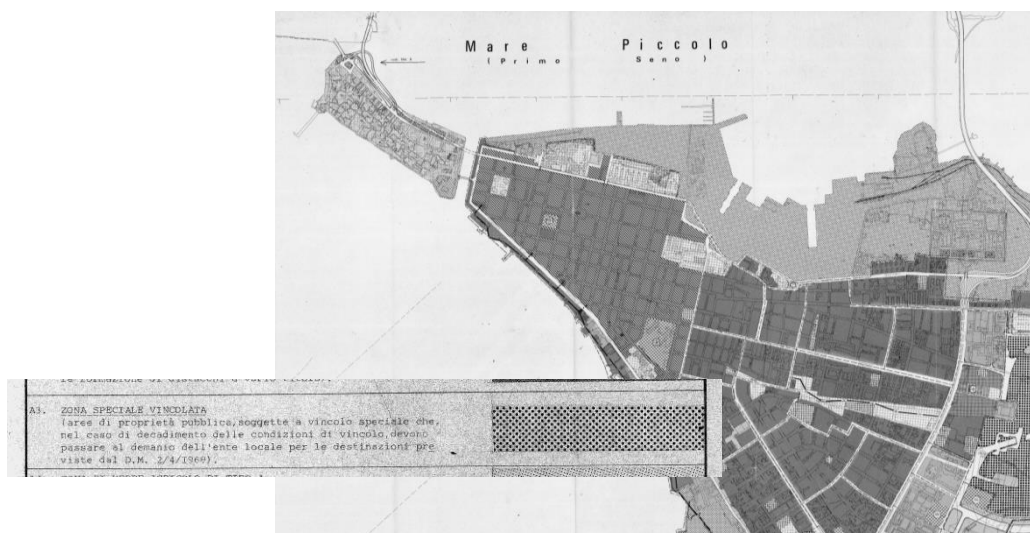 Mare Piccolo
(Primo Seno)
A3. ZONA SPECIALE VINCOLATA
(aree di proprietà pubblica,soggette a vincolo speciale che,
nel caso di decadimento delle condizioni di vincolo,devono
passare al demanio dell'ente locale per le destinazioni pre
viste dal D.M. 2/4/1968).